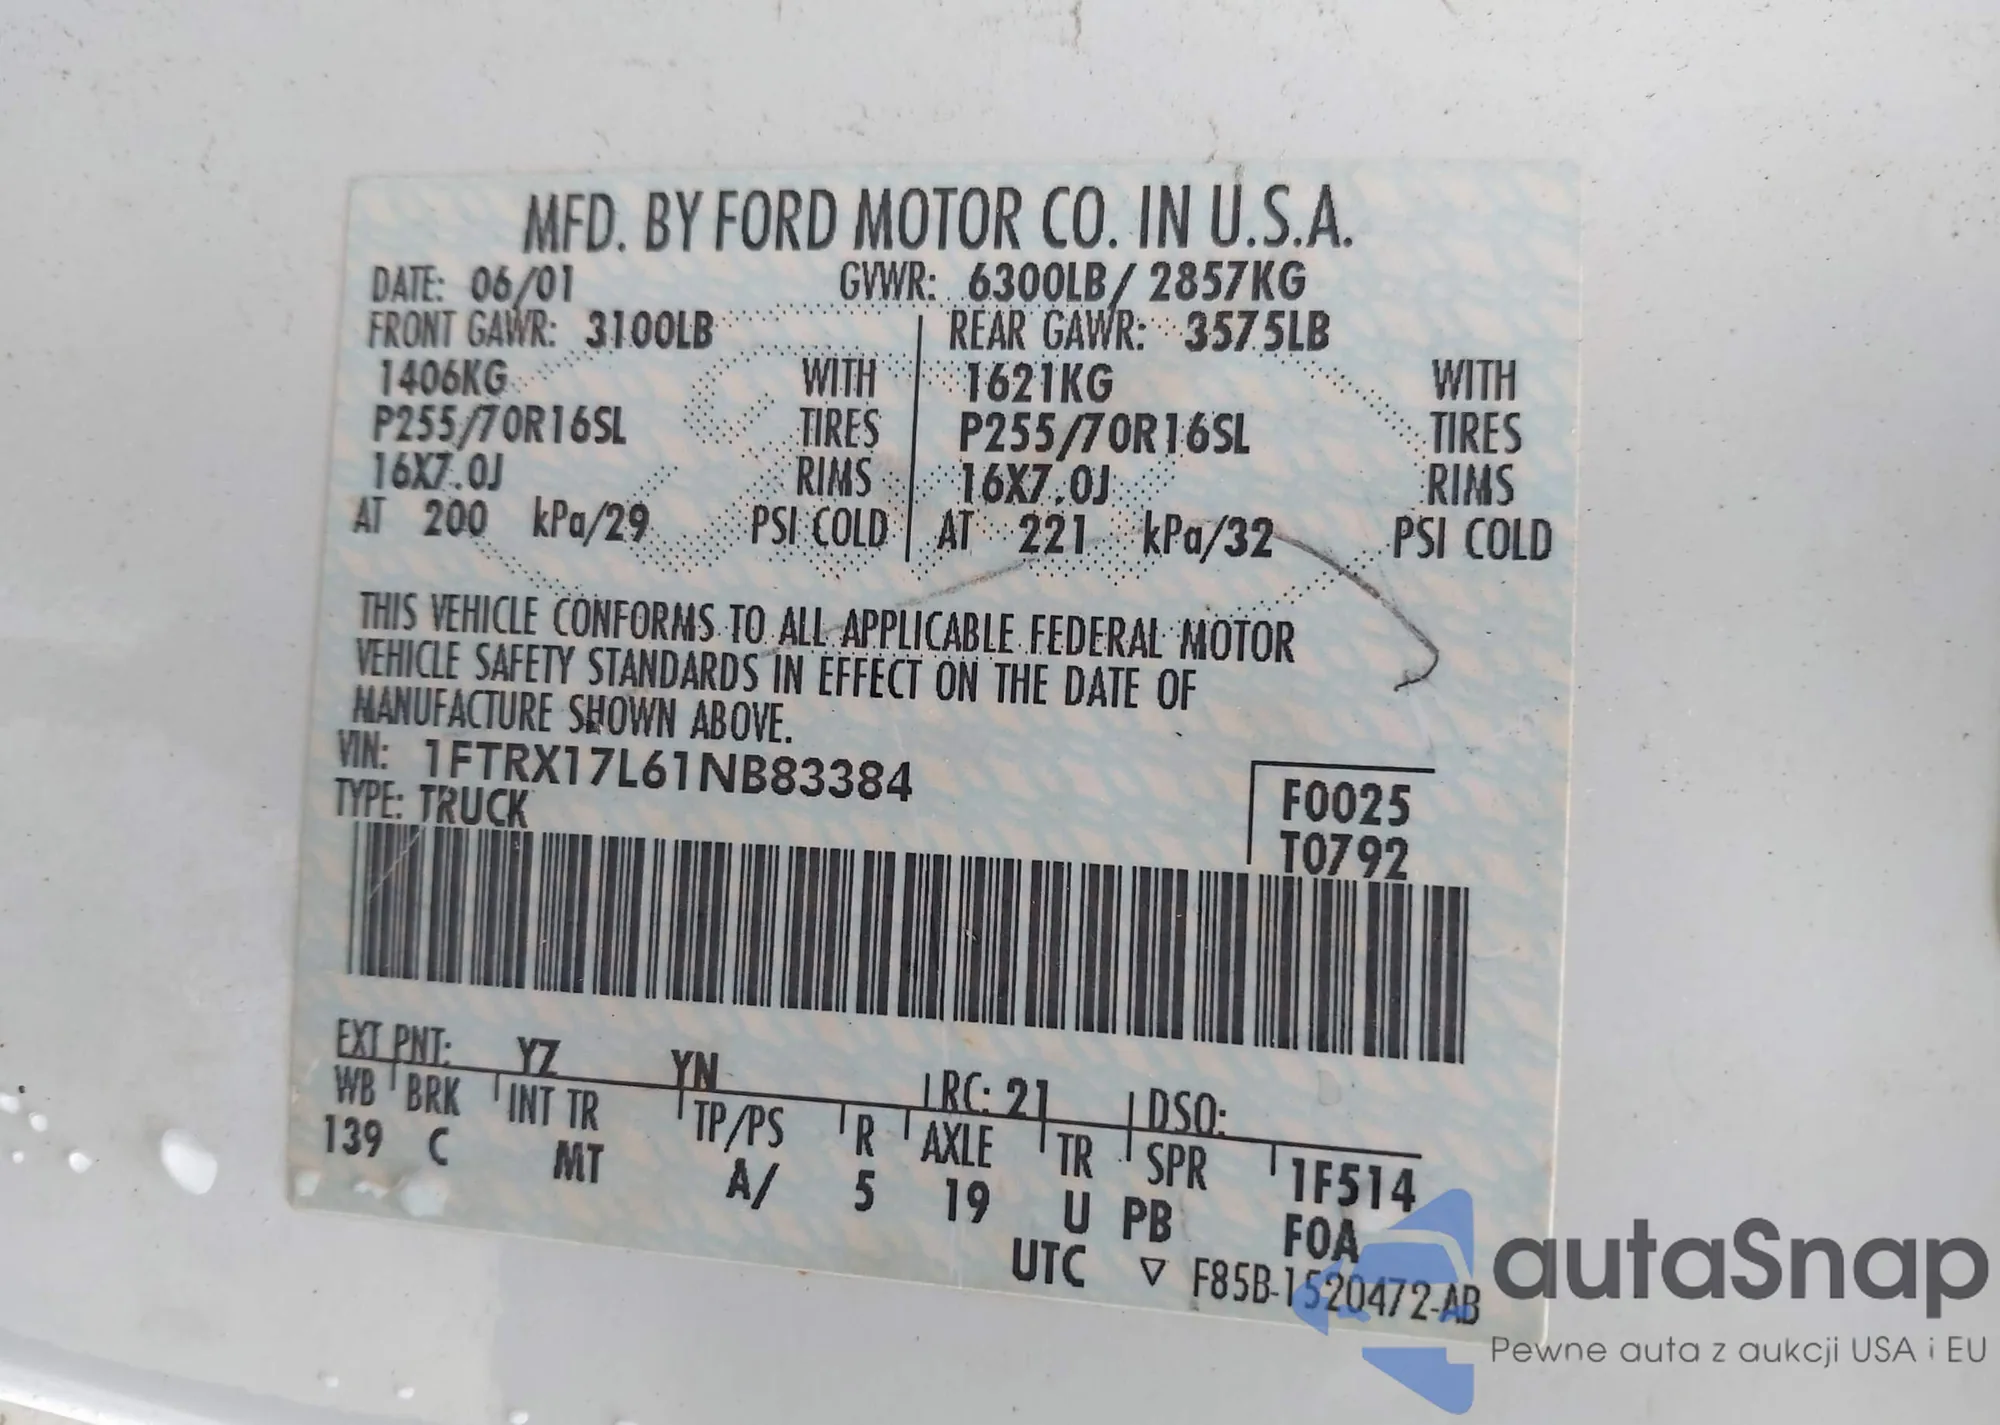 MFD. BY FORD MOTOR CO. IN U.S.A.
DATE: 06/01 GVWR: 6300LB/ 2857KG
FRONT GAWR: 3100LB REAR GAWR: 3575LB
1406KG WITH 1621KG WITH
P255/70R16SL TIRES P255/70R16SL TIRES
16X7.0J RIMS 16X7.0J RIMS
AT 200 kPa/29 PSI COLD AT 221 kPa/32 PSI COLD
THIS VEHICLE CONFORMS TO ALL APPLICABLE FEDERAL MOTOR
VEHICLE SAFETY STANDARDS IN EFFECT ON THE DATE OF
MANUFACTURE SHOWN ABOVE.
VIN: 1FTRX17L61NB83384
TYPE: TRUCK
F0025
T0792
EXT PNT: YZ YN RC: 21 DSO:
WB BRK INT TR TP/PS R AXLE TR SPR 1F514
139 C MT A/ 5 19 U PB F0A
UTC ▽ F85B-1520472-AB
autaSnap
Pewne auta z aukcji USA i EU